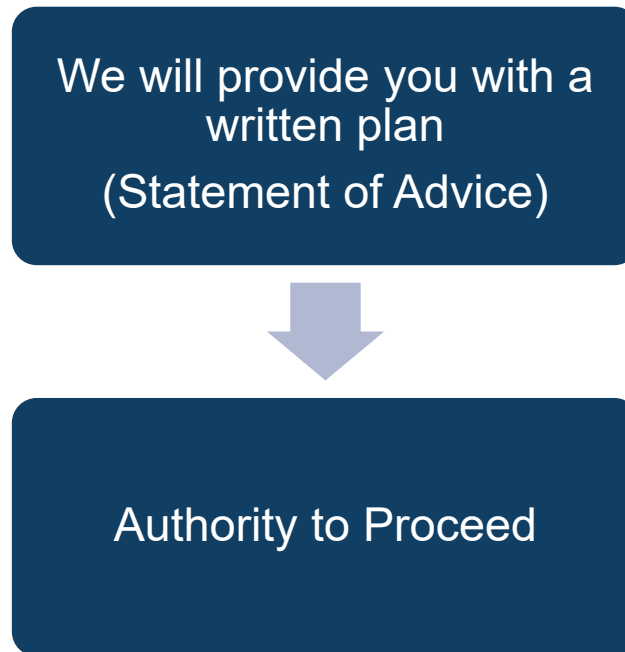 We will provide you with a
written plan
(Statement of Advice)
Authority to Proceed